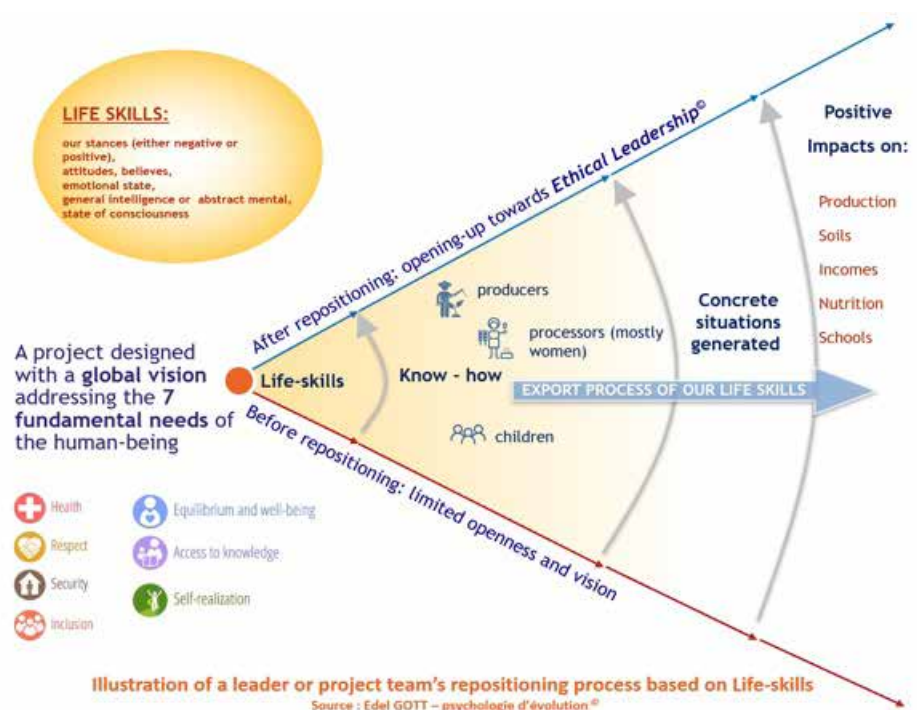 LIFE SKILLS:
our stances (either negative or
positive),
attitudes, believes,
emotional state,
general intelligence or abstract mental,
state of consciousness
After repositioning: opening-up towards Ethical Leadership©
Positive
Impacts on:
Production
Soils
Incomes
Nutrition
Schools
producers
processors (mostly
women)
children
Concrete
situations
generated
A project designed
with a global vision
addressing the 7
fundamental needs of
the human-being
Life-skills
Know - how
EXPORT PROCESS OF OUR LIFE SKILLS
Before repositioning: limited openness and vision
Health
Respect
Security
Inclusion
Equilibrium and well-being
Access to knowledge
Self-realization
Illustration of a leader or project team's repositioning process based on Life-skills
Source : Edel GOTT – psychologie d'évolution©